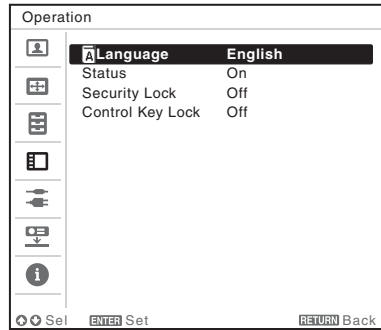 Operation
A Language English
Status On
Security Lock Off
Control Key Lock Off
Sel ENTER Set RETURN Back